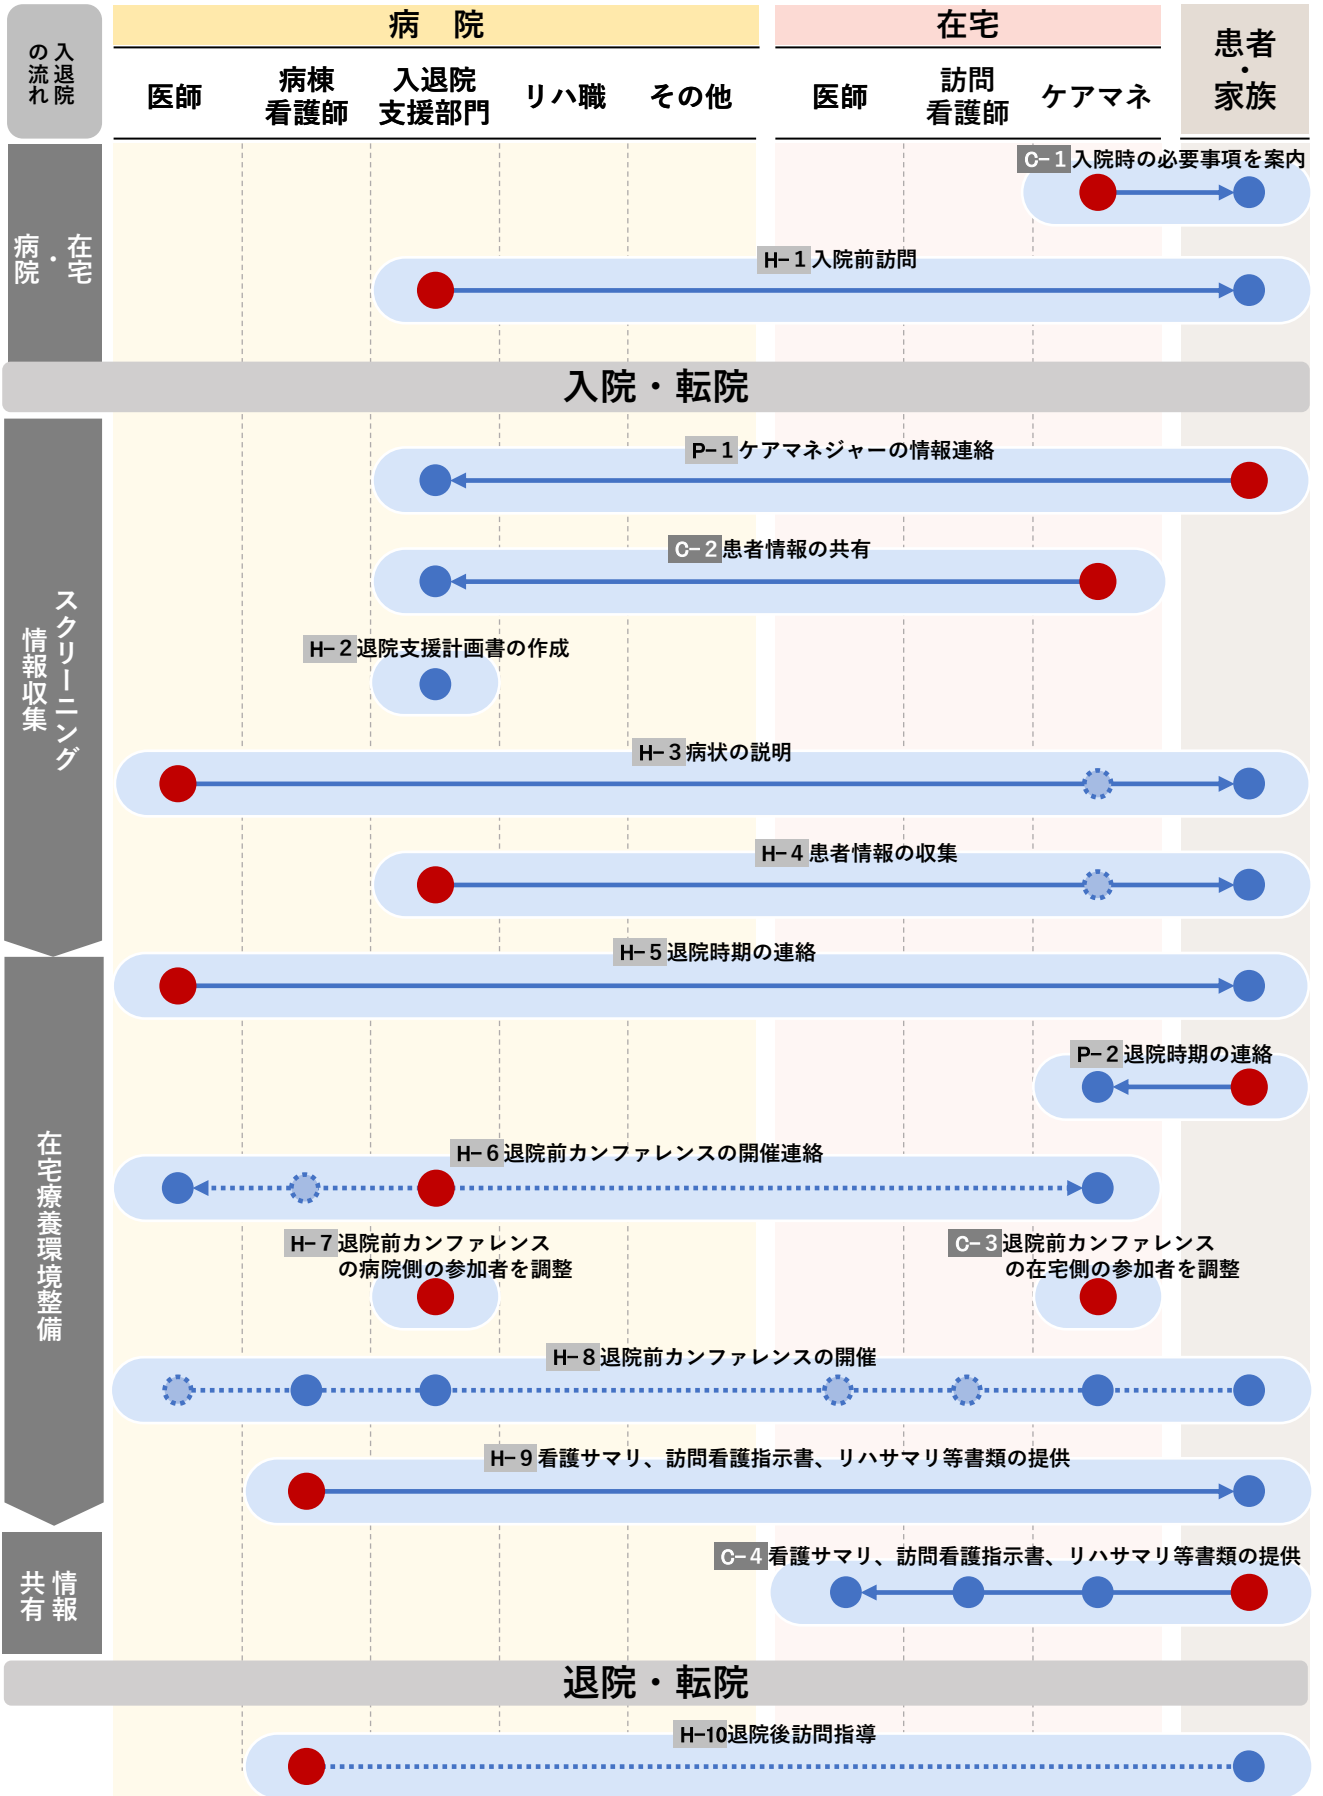 入退院
の流れ
病　院
在宅
患者
・
家族
医師
病棟
看護師
入退院
支援部門
リハ職
その他
医師
訪問
看護師
ケアマネ
在宅
・
病院
C-1 入院時の必要事項を案内
H-1 入院前訪問
入院・転院
スクリーニング
情報収集
P-1 ケアマネジャーの情報連絡
C-2 患者情報の共有
H-2 退院支援計画書の作成
H-3 病状の説明
H-4 患者情報の収集
在宅療養環境整備
H-5 退院時期の連絡
P-2 退院時期の連絡
H-6 退院前カンファレンスの開催連絡
H-7 退院前カンファレンス
の病院側の参加者を調整
C-3 退院前カンファレンス
の在宅側の参加者を調整
H-8 退院前カンファレンスの開催
H-9 看護サマリ、訪問看護指示書、リハサマリ等書類の提供
情報
共有
C-4 看護サマリ、訪問看護指示書、リハサマリ等書類の提供
退院・転院
H-10 退院後訪問指導